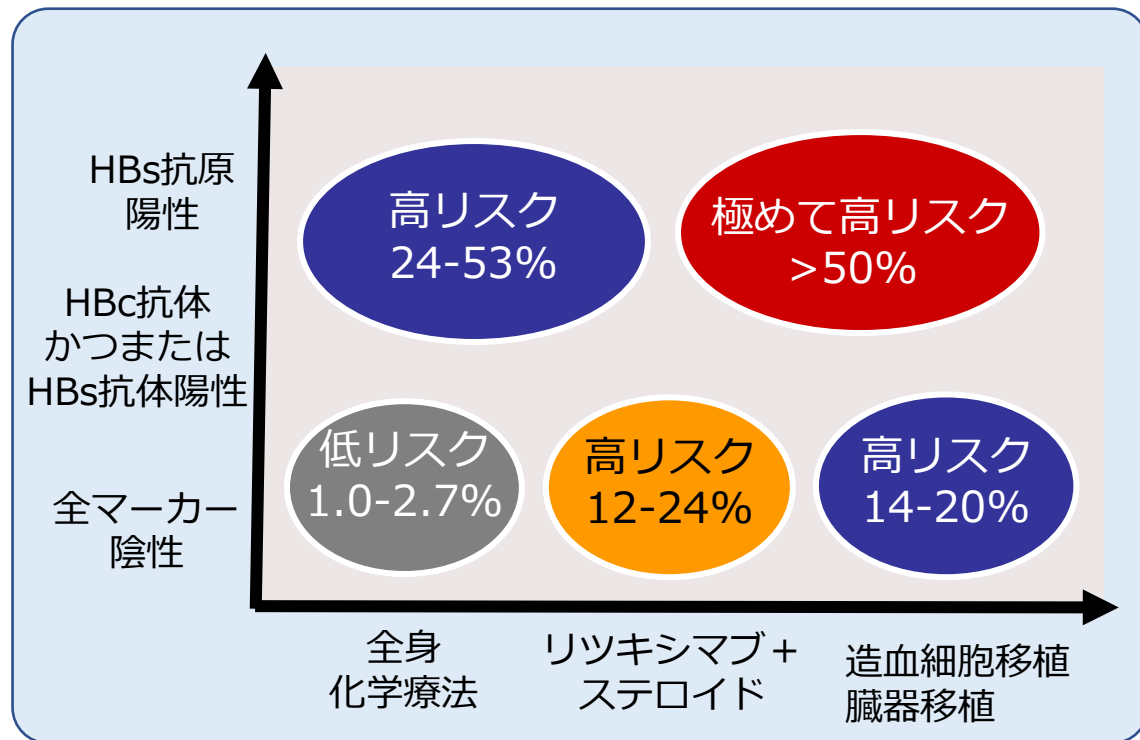 HBs抗原
陽性
HBc抗体
かつまたは
HBs抗体陽性
全マーカー
陰性
高リスク
24-53%
極めて高リスク
>50%
低リスク
1.0-2.7%
高リスク
12-24%
高リスク
14-20%
全身
化学療法
リツキシマブ+
ステロイド
造血細胞移植
臓器移植